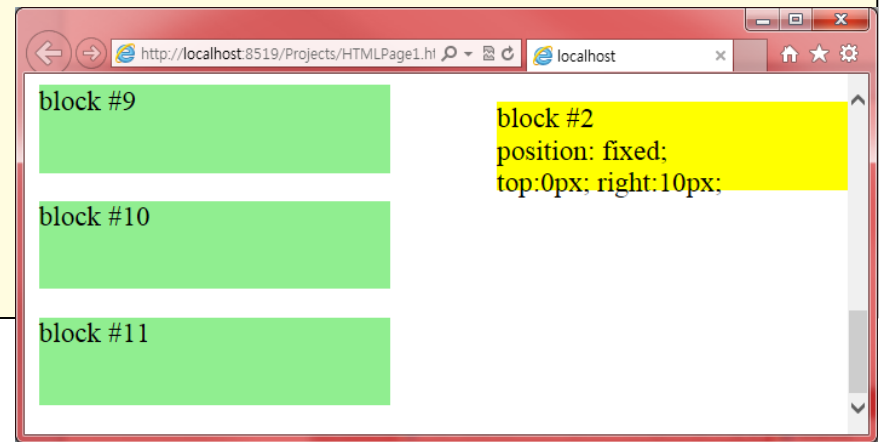 http://localhost:8519/Projects/HTMLPage1.ht
localhost
block #9
block #10
block #11
block #2
position: fixed;
top:0px; right:10px;